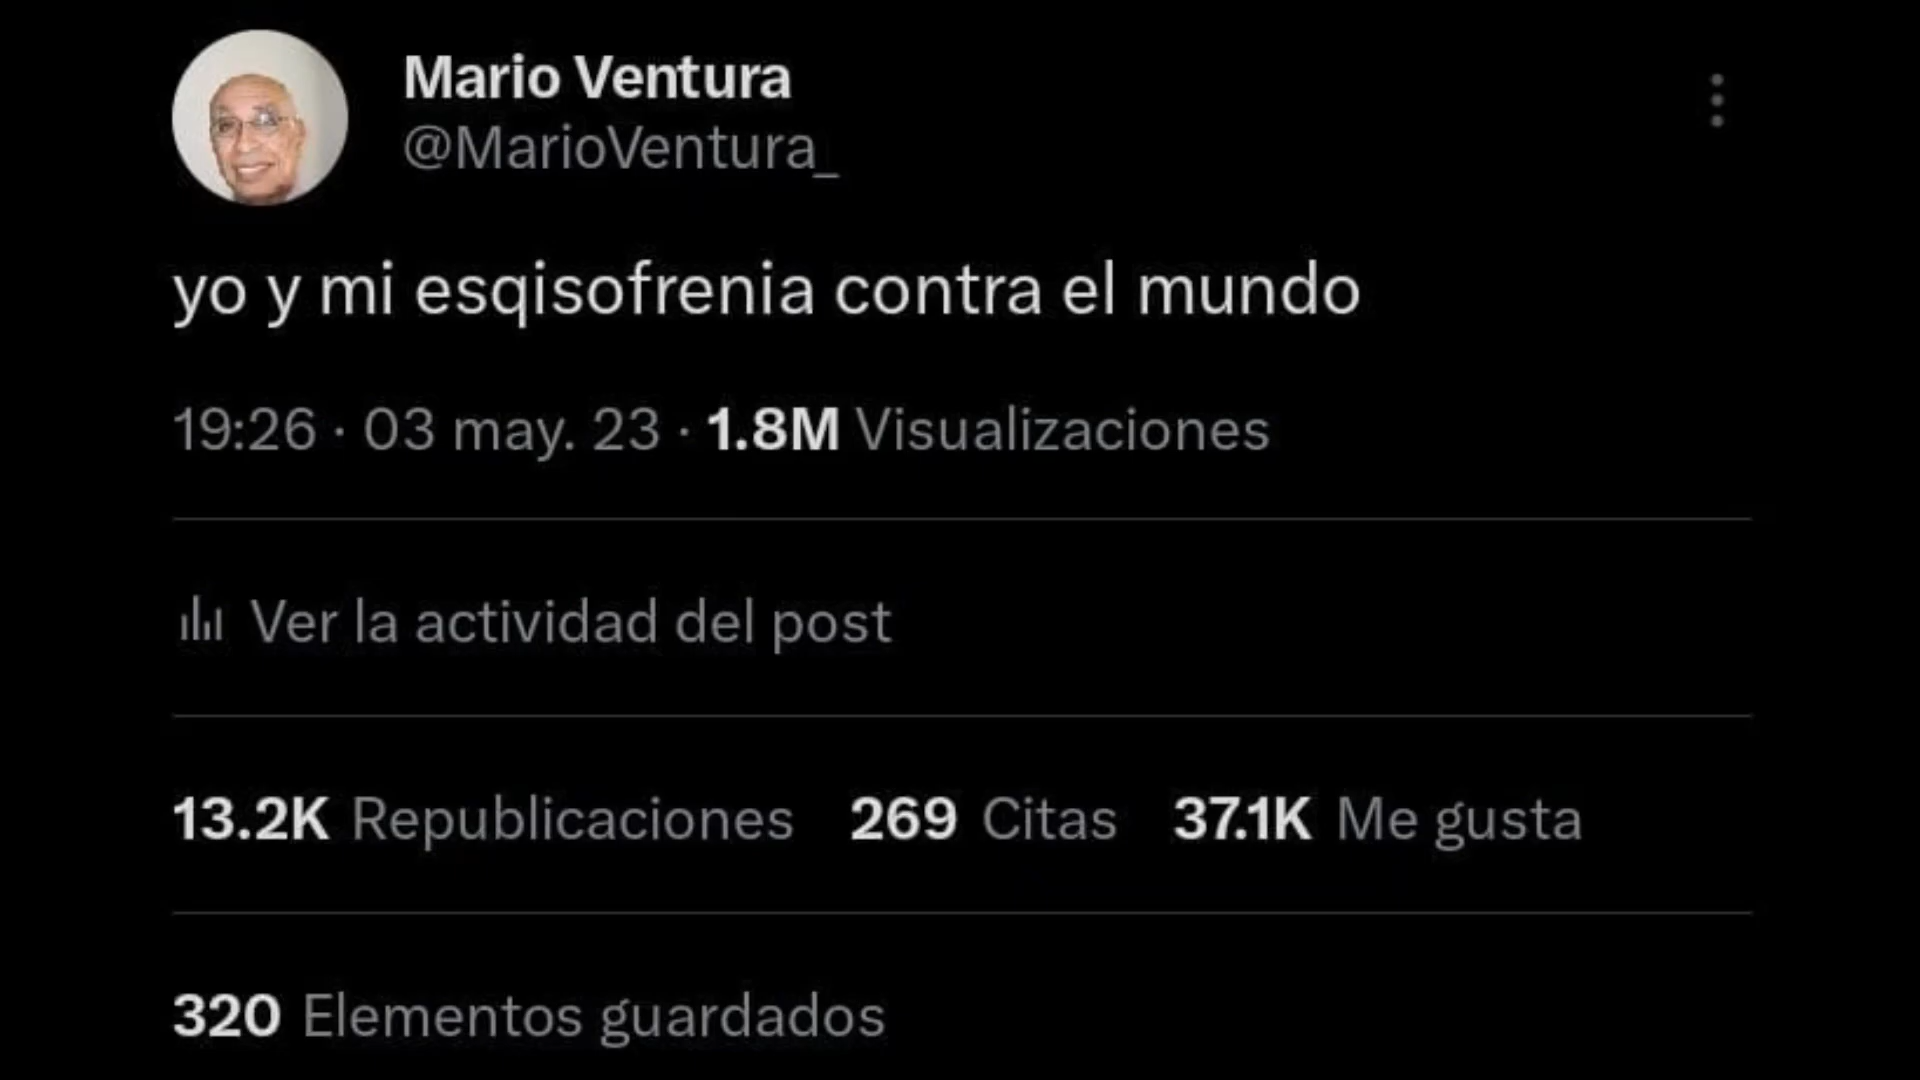 Mario Ventura
@MarioVentura_
yo y mi esqisofrenia contra el mundo
19:26 · 03 may. 23 · 1.8M Visualizaciones
Ver la actividad del post
13.2K Republicaciones 269 Citas 37.1K Me gusta
320 Elementos guardados